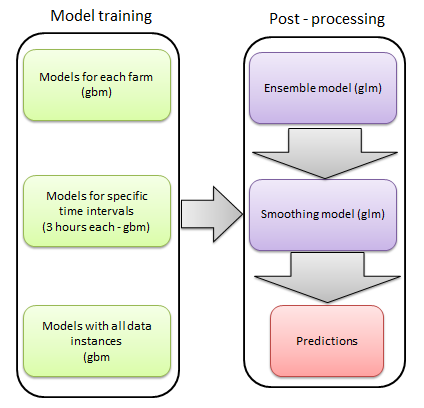 Model training
Models for each farm
(gbm)
Models for specific
time intervals
(3 hours each - gbm)
Models with all data
instances
(gbm
Post - processing
Ensemble model (glm)
Smoothing model (glm)
Predictions